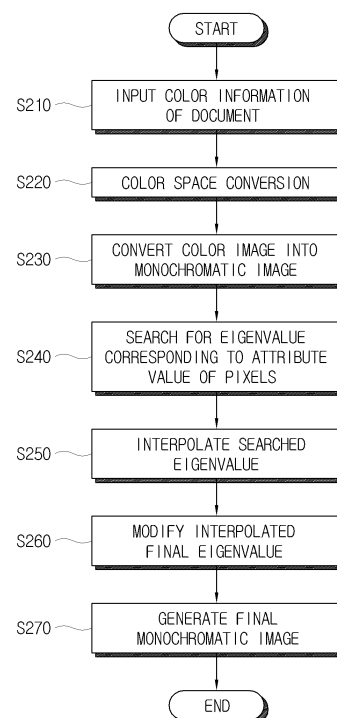 START
S210
INPUT COLOR INFORMATION
OF DOCUMENT
S220
COLOR SPACE CONVERSION
S230
CONVERT COLOR IMAGE INTO
MONOCHROMATIC IMAGE
S240
SEARCH FOR EIGENVALUE
CORRESPONDING TO ATTRIBUTE
VALUE OF PIXELS
S250
INTERPOLATE SEARCHED
EIGENVALUE
S260
MODIFY INTERPOLATED
FINAL EIGENVALUE
S270
GENERATE FINAL
MONOCHROMATIC IMAGE
END